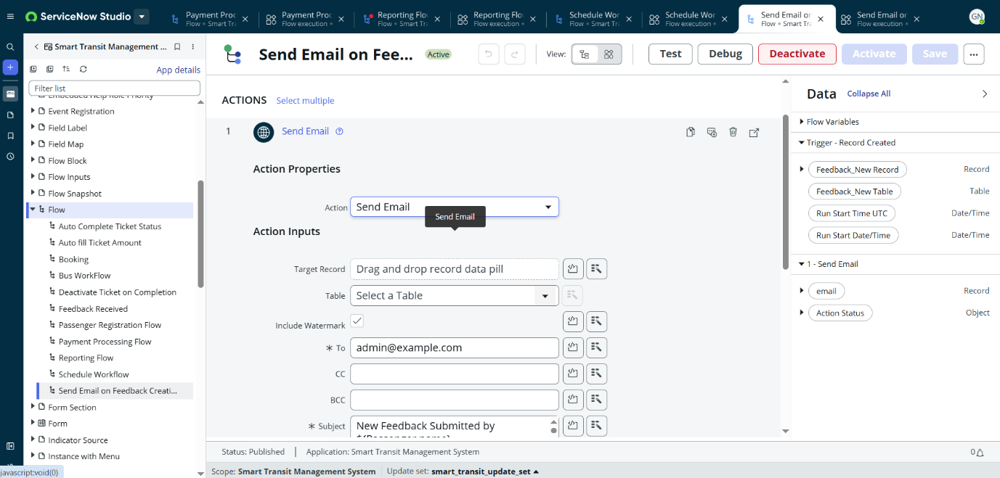 ServiceNow Studio
Payment Proc
Flow • Smart Tra
Payment Proc
Flow execution •
Reporting Flow
Flow • Smart Tra
Reporting Flow
Flow execution •
Schedule Wor
Flow • Smart Tra
Schedule Wor
Flow execution •
Send Email on
Flow • Smart Tra
Send Email on
Flow execution •
GN
Smart Transit Management ...
App details
Filter list
Embedded Help Role Priority
Event Registration
Field Label
Field Map
Flow Block
Flow Inputs
Flow Snapshot
Flow
Auto Complete Ticket Status
Auto fill Ticket Amount
Booking
Bus WorkFlow
Deactivate Ticket on Completion
Feedback Received
Passenger Registration Flow
Payment Processing Flow
Reporting Flow
Schedule Workflow
Send Email on Feedback Creati...
Form Section
Form
Indicator Source
Instance with Menu
javascript:void(0)
Send Email on Fee...
Active
View:
Test
Debug
Deactivate
Activate
Save
ACTIONS
Select multiple
1
Send Email
Action Properties
Action
Send Email
Send Email
Action Inputs
Target Record
Drag and drop record data pill
Table
Select a Table
Include Watermark
* To
admin@example.com
CC
BCC
* Subject
New Feedback Submitted by
${Passenger name}
Status: Published
Application: Smart Transit Management System
0
Scope: Smart Transit Management System
Update set: smart_transit_update_set
Data
Collapse All
Flow Variables
Trigger - Record Created
Feedback_New Record
Record
Feedback_New Table
Table
Run Start Time UTC
Date/Time
Run Start Date/Time
Date/Time
1 - Send Email
email
Record
Action Status
Object